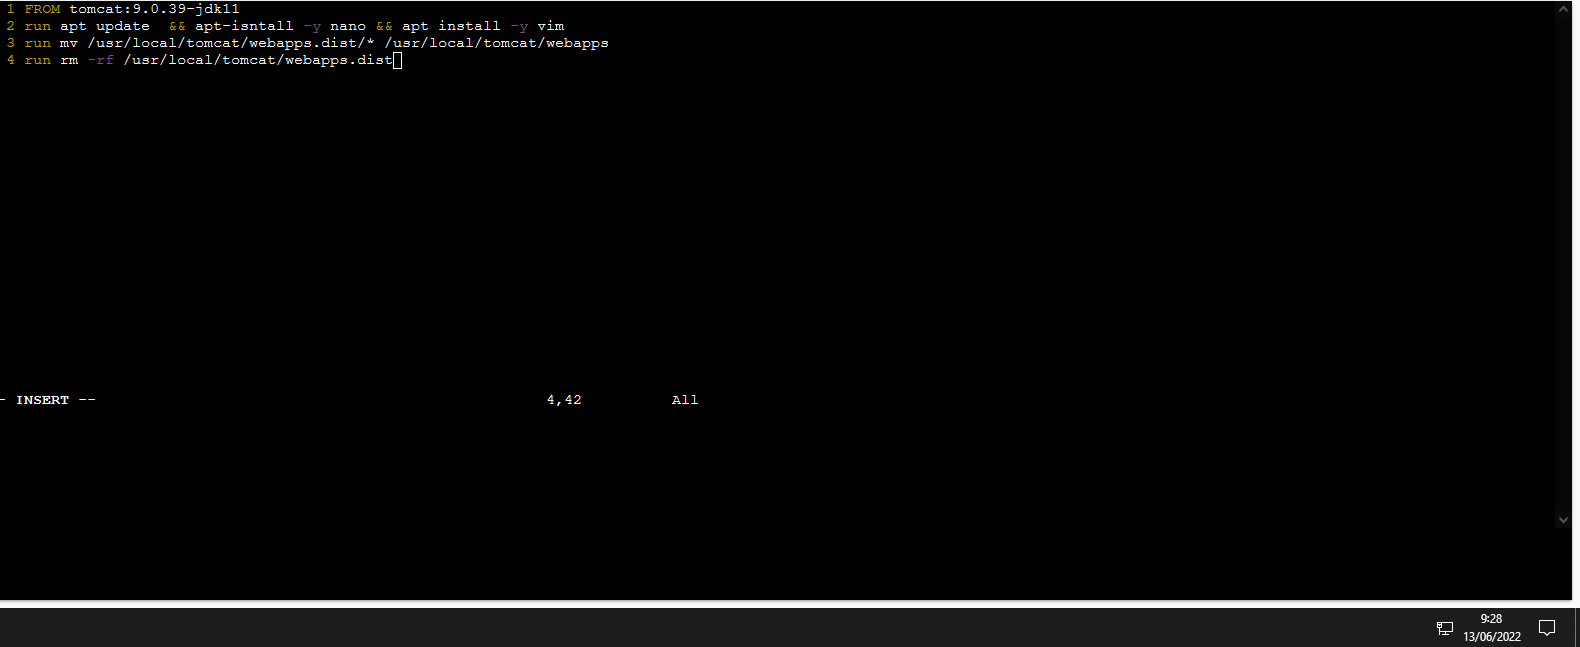 1 FROM tomcat:9.0.39-jdk11
2 run apt update  && apt-isntall -y nano && apt install -y vim
3 run mv /usr/local/tomcat/webapps.dist/* /usr/local/tomcat/webapps
4 run rm -rf /usr/local/tomcat/webapps.dist
- INSERT -- 4,42 All
9:28
13/06/2022